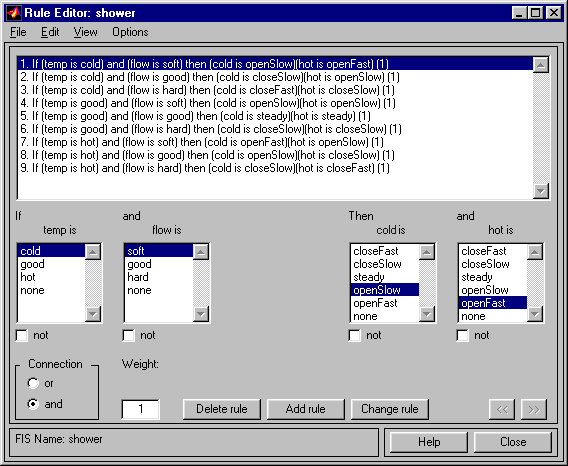 Rule Editor: shower
File Edit View Options
1. If (temp is cold) and (flow is soft) then (cold is openSlow)(hot is openFast) (1)
2. If (temp is cold) and (flow is good) then (cold is closeSlow)(hot is openSlow) (1)
3. If (temp is cold) and (flow is hard) then (cold is closeFast)(hot is closeSlow) (1)
4. If (temp is good) and (flow is soft) then (cold is openSlow)(hot is openSlow) (1)
5. If (temp is good) and (flow is good) then (cold is steady)(hot is steady) (1)
6. If (temp is good) and (flow is hard) then (cold is closeSlow)(hot is closeSlow) (1)
7. If (temp is hot) and (flow is soft) then (cold is openFast)(hot is openSlow) (1)
8. If (temp is hot) and (flow is good) then (cold is openSlow)(hot is closeSlow) (1)
9. If (temp is hot) and (flow is hard) then (cold is closeSlow)(hot is closeFast) (1)
If and Then and
temp is flow is cold is hot is
cold soft closeFast closeFast
good good closeSlow closeSlow
hot hard steady steady
none none openSlow openSlow
openFast openFast
none none
not not not not
Connection Weight:
or
and 1 Delete rule Add rule Change rule << >>
FIS Name: shower Help Close